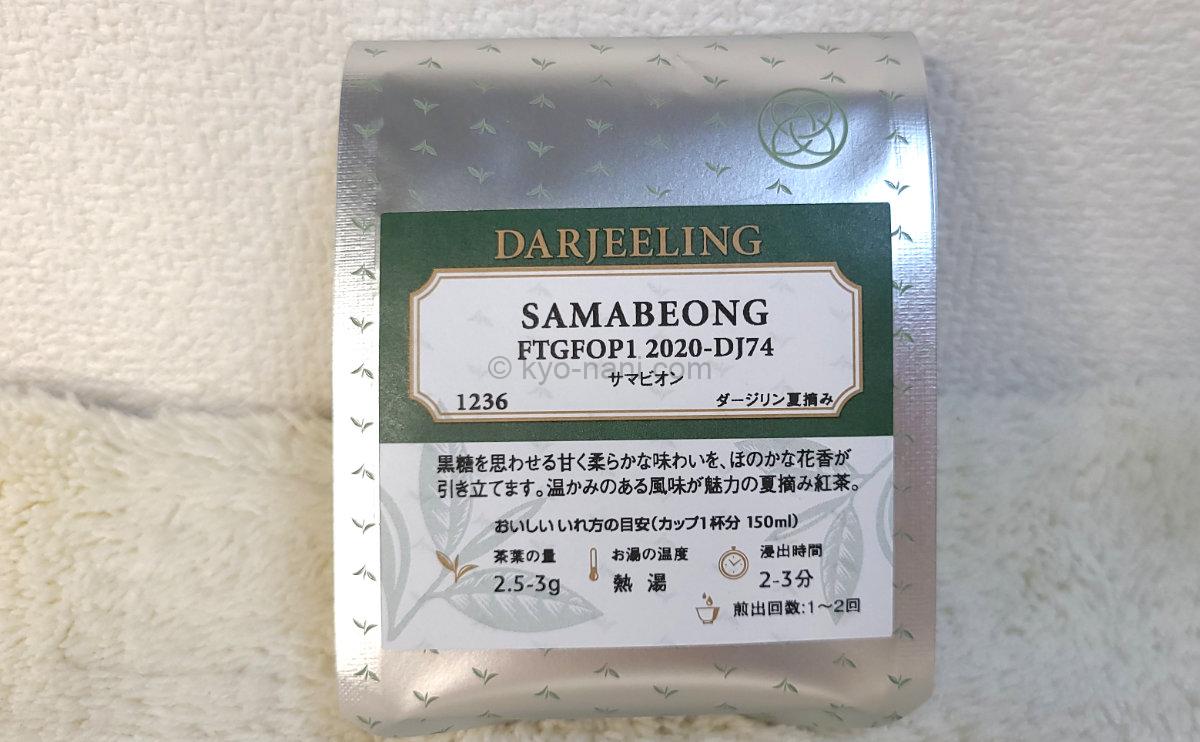 DARJEELING
SAMABEONG
FTGFOP1 2020-DJ74
© kyo-nani.com
サマビオン
1236 ダージリン夏摘み
黒糖を思わせる甘く柔らかな味わいを、ほのかな花香が
引き立てます。温かみのある風味が魅力の夏摘み紅茶。
おいしいいれ方の目安(カップ1杯分 150ml)
茶葉の量 お湯の温度 浸出時間
2.5-3g 熱湯 2-3分
煎出回数:1〜2回